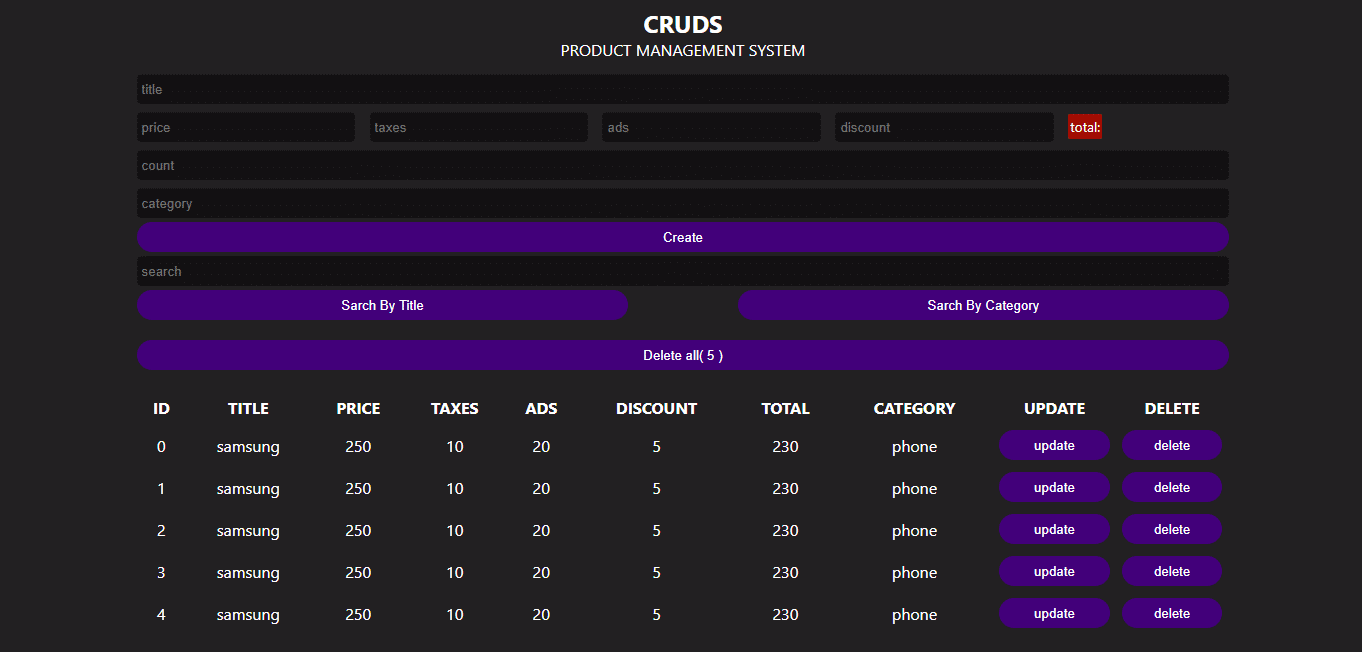 CRUDS
PRODUCT MANAGEMENT SYSTEM
title
price taxes ads discount total:
count
category
Create
search
Sarch By Title Sarch By Category
Delete all( 5 )
ID TITLE PRICE TAXES ADS DISCOUNT TOTAL CATEGORY UPDATE DELETE
0 samsung 250 10 20 5 230 phone update delete
1 samsung 250 10 20 5 230 phone update delete
2 samsung 250 10 20 5 230 phone update delete
3 samsung 250 10 20 5 230 phone update delete
4 samsung 250 10 20 5 230 phone update delete